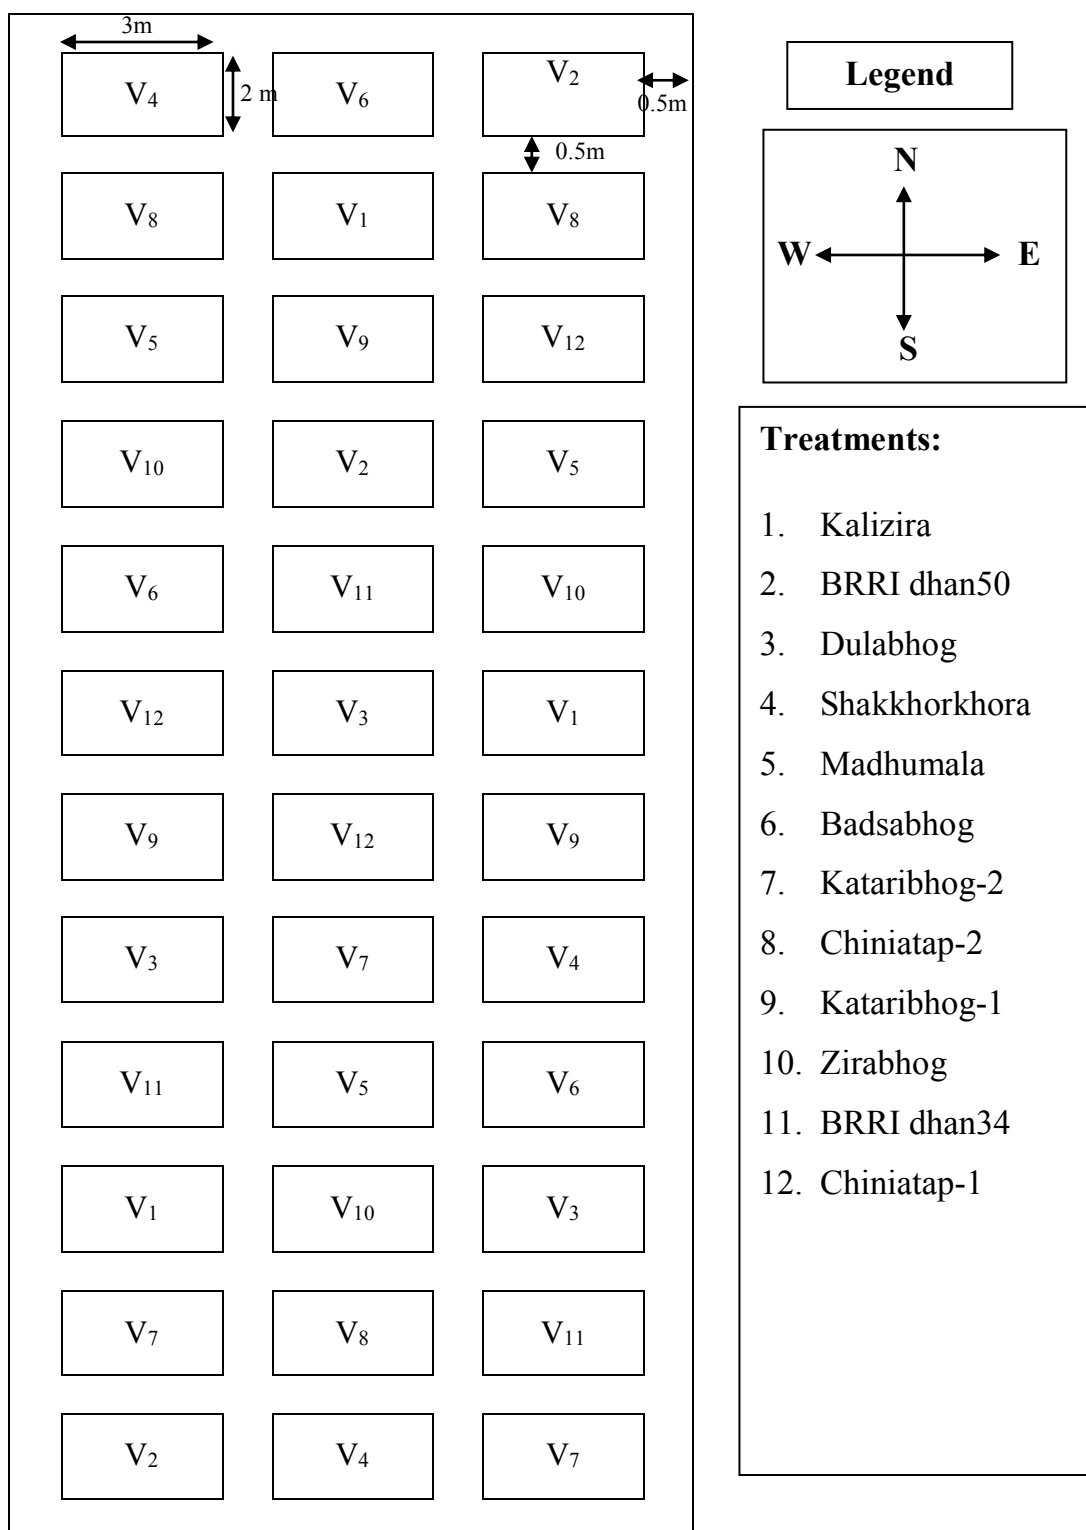 3m
V4 2 m V6 V2 0.5m
0.5m
V8 V1 V8
V5 V9 V12
V10 V2 V5
V6 V11 V10
V12 V3 V1
V9 V12 V9
V3 V7 V4
V11 V5 V6
V1 V10 V3
V7 V8 V11
V2 V4 V7
Legend
N
W E
S
Treatments:
1. Kalizira
2. BRRI dhan50
3. Dulabhog
4. Shakkhorkhora
5. Madhumala
6. Badsabhog
7. Kataribhog-2
8. Chiniatap-2
9. Kataribhog-1
10. Zirabhog
11. BRRI dhan34
12. Chiniatap-1